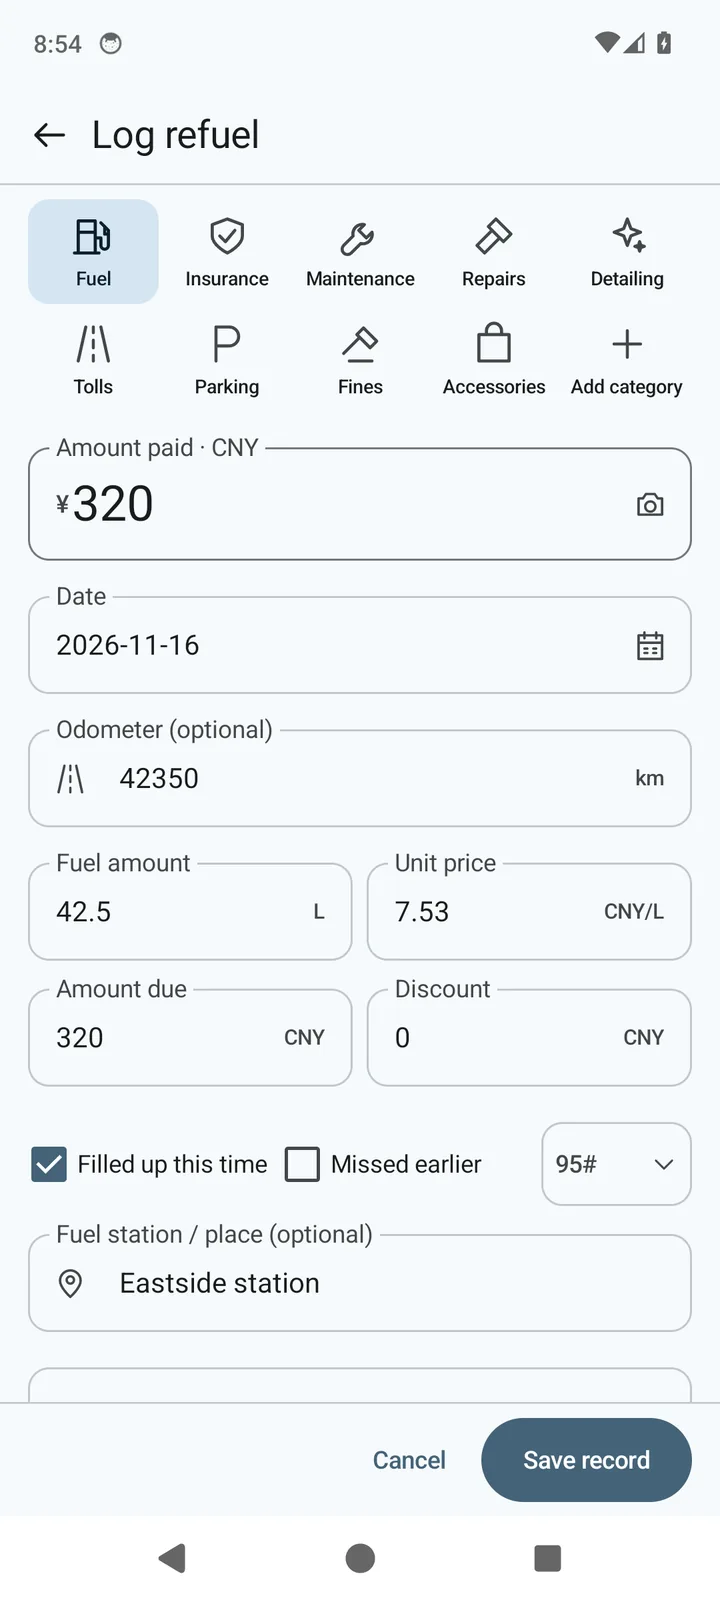 8:54
Log refuel
Fuel
Insurance
Maintenance
Repairs
Detailing
Tolls
Parking
Fines
Accessories
Add category
Amount paid · CNY
¥320
Date
2026-11-16
Odometer (optional)
42350 km
Fuel amount
42.5 L
Unit price
7.53 CNY/L
Amount due
320 CNY
Discount
0 CNY
Filled up this time
Missed earlier
95#
Fuel station / place (optional)
Eastside station
Cancel
Save record